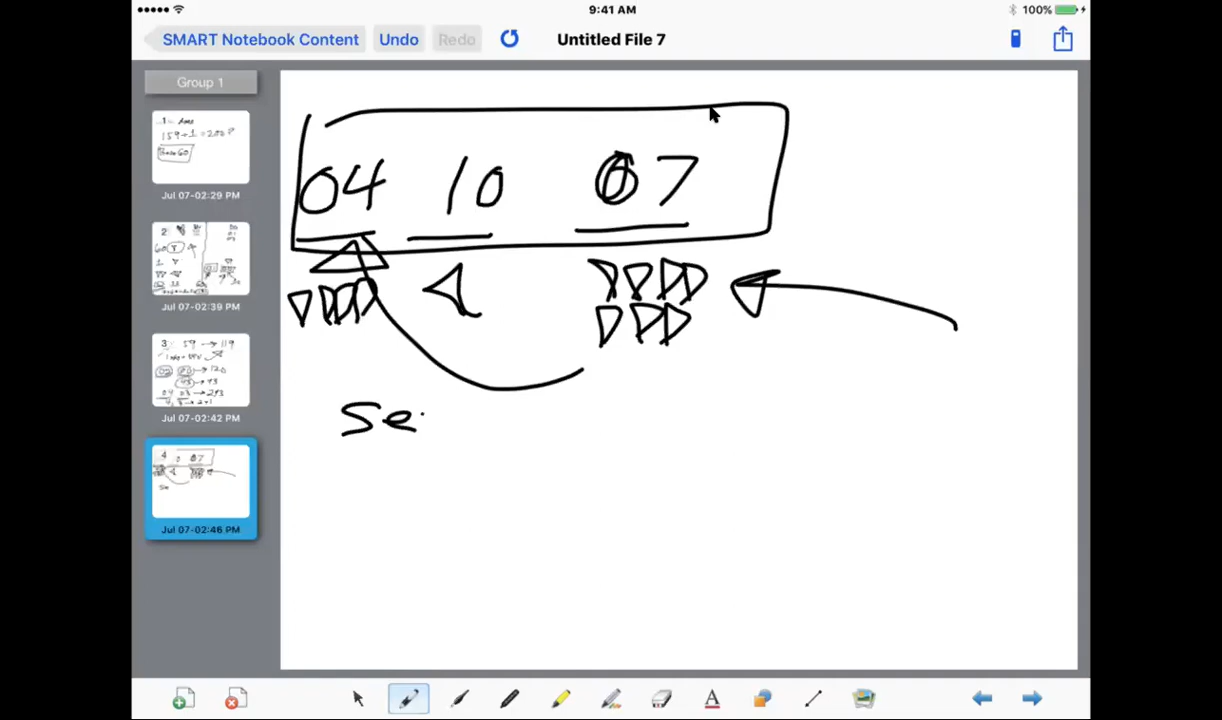 9:41 AM
100%
SMART Notebook Content
Undo
Redo
Untitled File 7
Group 1
Jul 07-02:29 PM
Jul 07-02:39 PM
Jul 07-02:42 PM
Jul 07-02:46 PM
04 10 07
Se
A